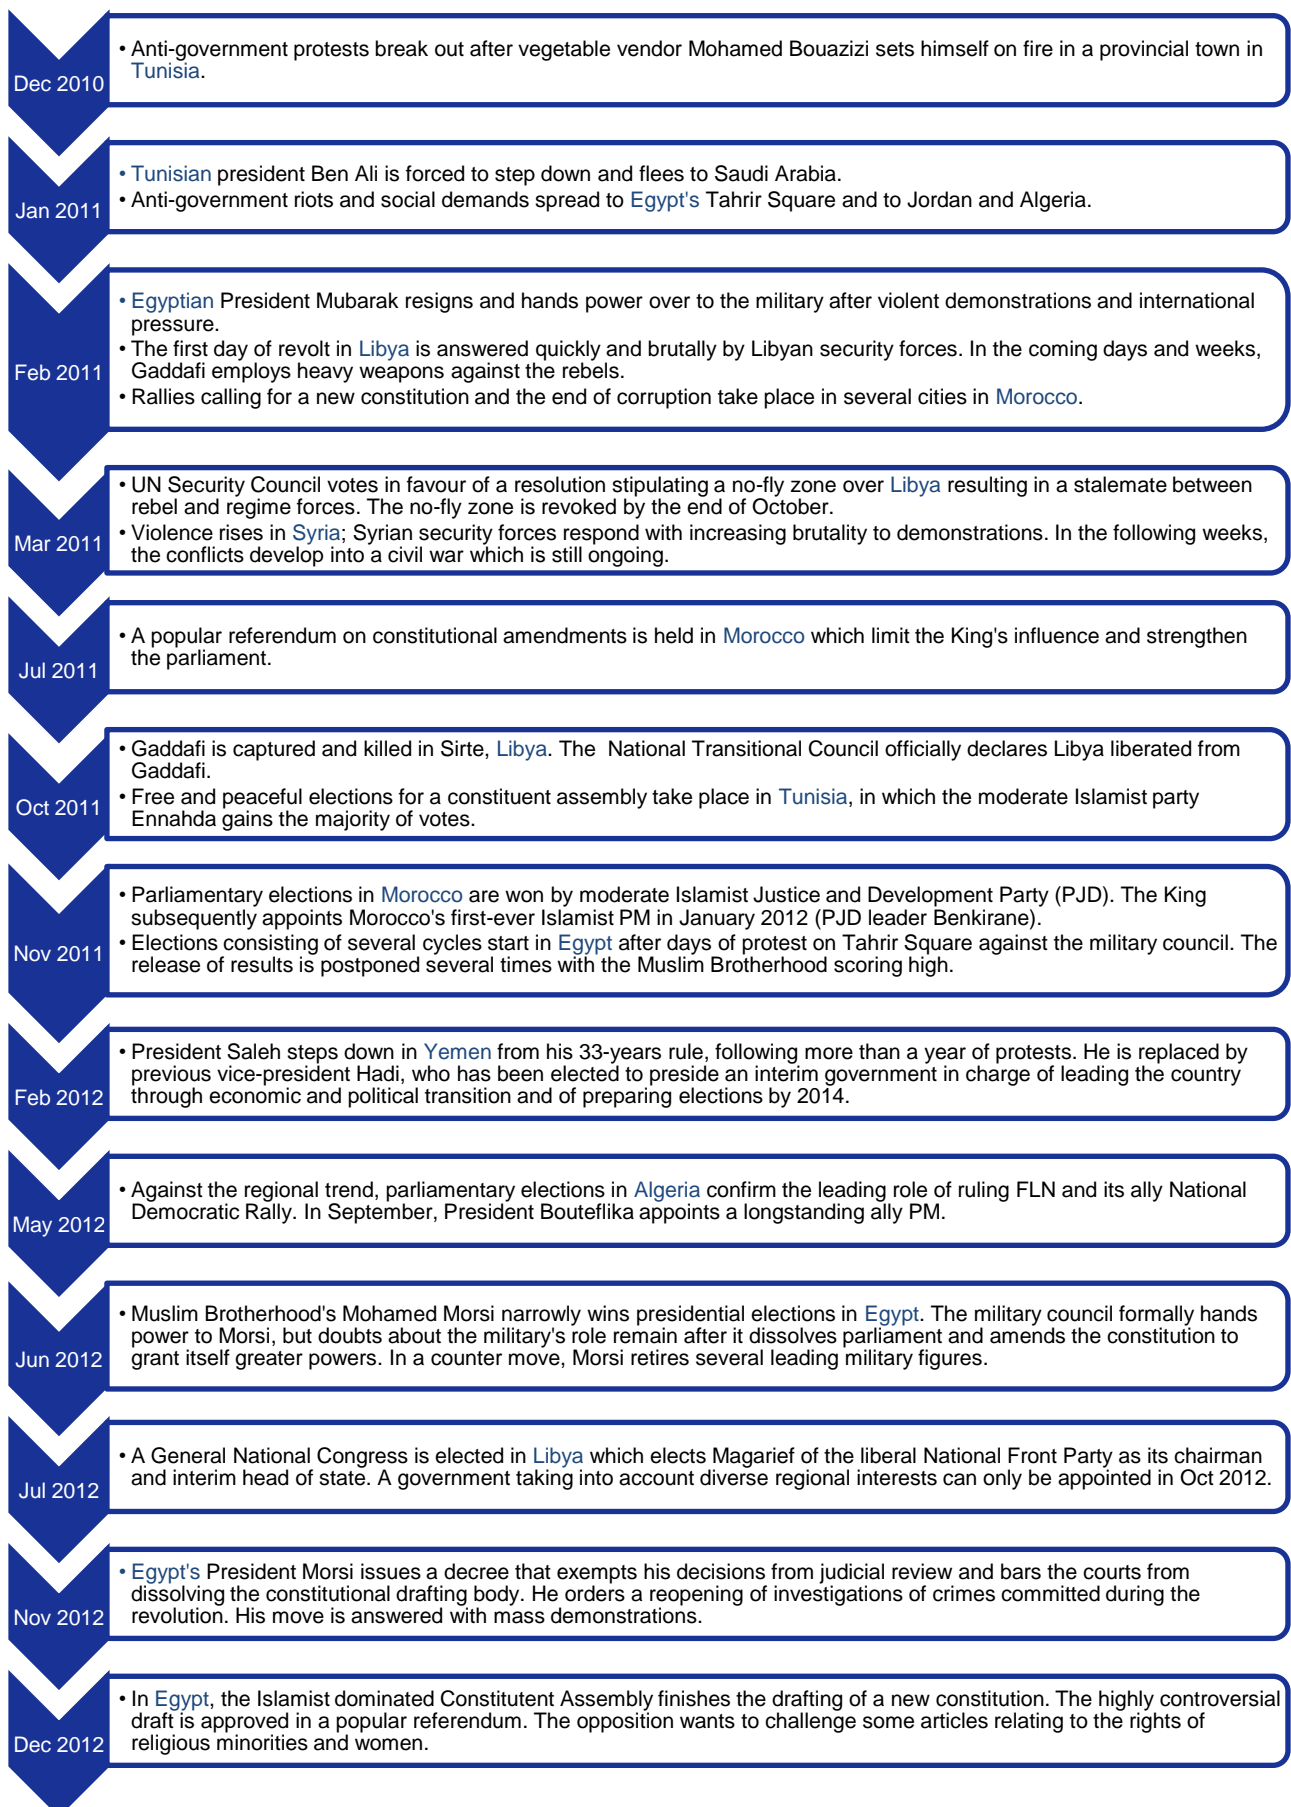 Dec 2010
• Anti-government protests break out after vegetable vendor Mohamed Bouazizi sets himself on fire in a provincial town in
Tunisia.
Jan 2011
• Tunisian president Ben Ali is forced to step down and flees to Saudi Arabia.
• Anti-government riots and social demands spread to Egypt's Tahrir Square and to Jordan and Algeria.
Feb 2011
• Egyptian President Mubarak resigns and hands power over to the military after violent demonstrations and international
pressure.
• The first day of revolt in Libya is answered quickly and brutally by Libyan security forces. In the coming days and weeks,
Gaddafi employs heavy weapons against the rebels.
• Rallies calling for a new constitution and the end of corruption take place in several cities in Morocco.
Mar 2011
• UN Security Council votes in favour of a resolution stipulating a no-fly zone over Libya resulting in a stalemate between
rebel and regime forces. The no-fly zone is revoked by the end of October.
• Violence rises in Syria; Syrian security forces respond with increasing brutality to demonstrations. In the following weeks,
the conflicts develop into a civil war which is still ongoing.
Jul 2011
• A popular referendum on constitutional amendments is held in Morocco which limit the King's influence and strengthen
the parliament.
Oct 2011
• Gaddafi is captured and killed in Sirte, Libya. The National Transitional Council officially declares Libya liberated from
Gaddafi.
• Free and peaceful elections for a constituent assembly take place in Tunisia, in which the moderate Islamist party
Ennahda gains the majority of votes.
Nov 2011
• Parliamentary elections in Morocco are won by moderate Islamist Justice and Development Party (PJD). The King
subsequently appoints Morocco's first-ever Islamist PM in January 2012 (PJD leader Benkirane).
• Elections consisting of several cycles start in Egypt after days of protest on Tahrir Square against the military council. The
release of results is postponed several times with the Muslim Brotherhood scoring high.
Feb 2012
• President Saleh steps down in Yemen from his 33-years rule, following more than a year of protests. He is replaced by
previous vice-president Hadi, who has been elected to preside an interim government in charge of leading the country
through economic and political transition and of preparing elections by 2014.
May 2012
• Against the regional trend, parliamentary elections in Algeria confirm the leading role of ruling FLN and its ally National
Democratic Rally. In September, President Bouteflika appoints a longstanding ally PM.
Jun 2012
• Muslim Brotherhood's Mohamed Morsi narrowly wins presidential elections in Egypt. The military council formally hands
power to Morsi, but doubts about the military's role remain after it dissolves parliament and amends the constitution to
grant itself greater powers. In a counter move, Morsi retires several leading military figures.
Jul 2012
• A General National Congress is elected in Libya which elects Magarief of the liberal National Front Party as its chairman
and interim head of state. A government taking into account diverse regional interests can only be appointed in Oct 2012.
Nov 2012
• Egypt's President Morsi issues a decree that exempts his decisions from judicial review and bars the courts from
dissolving the constitutional drafting body. He orders a reopening of investigations of crimes committed during the
revolution. His move is answered with mass demonstrations.
Dec 2012
• In Egypt, the Islamist dominated Constitutent Assembly finishes the drafting of a new constitution. The highly controversial
draft is approved in a popular referendum. The opposition wants to challenge some articles relating to the rights of
religious minorities and women.